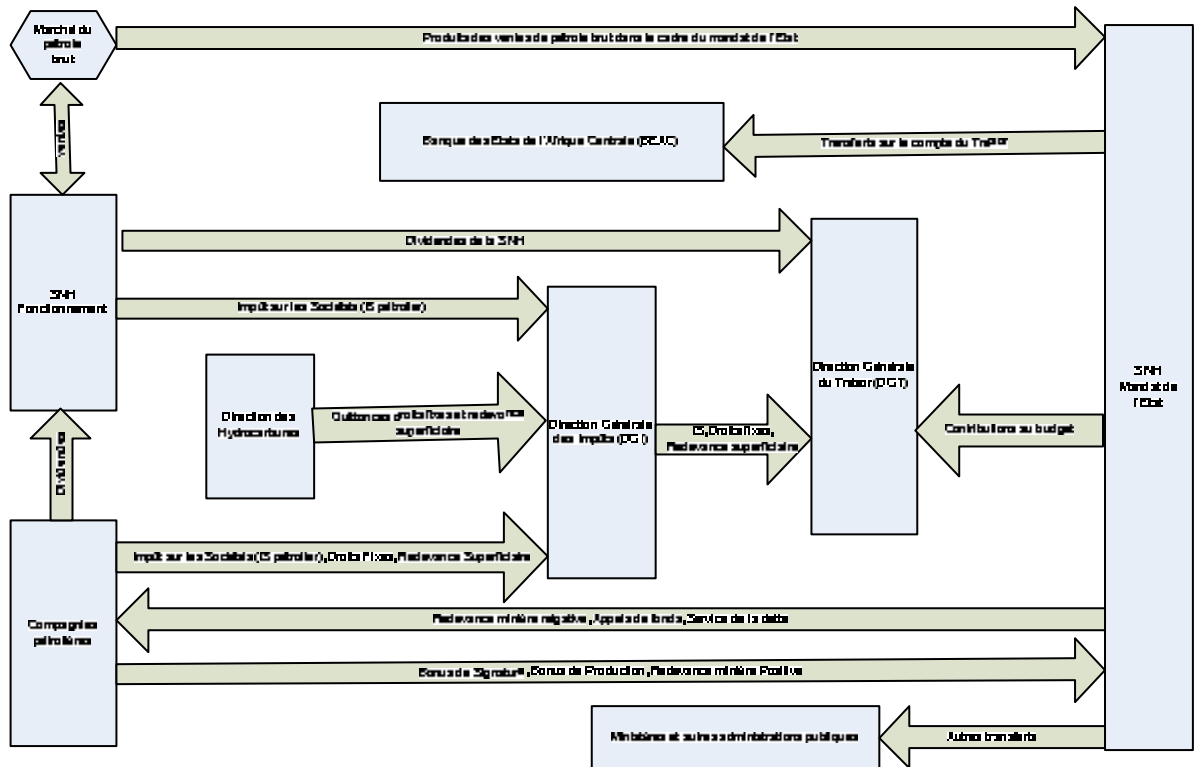 Marché du
pétrole
brut
Produits des ventes de pétrole brut dans le cadre du mandat de l'Etat
Ventes
Banque des Etats de l'Afrique Centrale (BEAC)
Transferts sur le compte du Trésor
SNH
Fonctionnement
Dividendes de la SNH
Impôt sur les Sociétés (IS pétrolier)
Direction des
Hydrocarbures
Quittances droits fixes et redevance
superficiaire
Direction Générale
des Impôts (DGI)
IS, Droits Fixes,
Redevance superficiaire
Direction Générale
du Trésor (DGT)
Contributions au budget
SNH
Mandat de
l'Etat
Dividendes
Impôt sur les Sociétés (IS pétrolier), Droits Fixes, Redevance Superficiaire
Compagnies
pétrolières
Redevance minière négative, Appels de fonds, Service de la dette
Bonus de Signature, Bonus de Production, Redevance minière Positive
Ministères et autres administrations publiques
Autres transferts